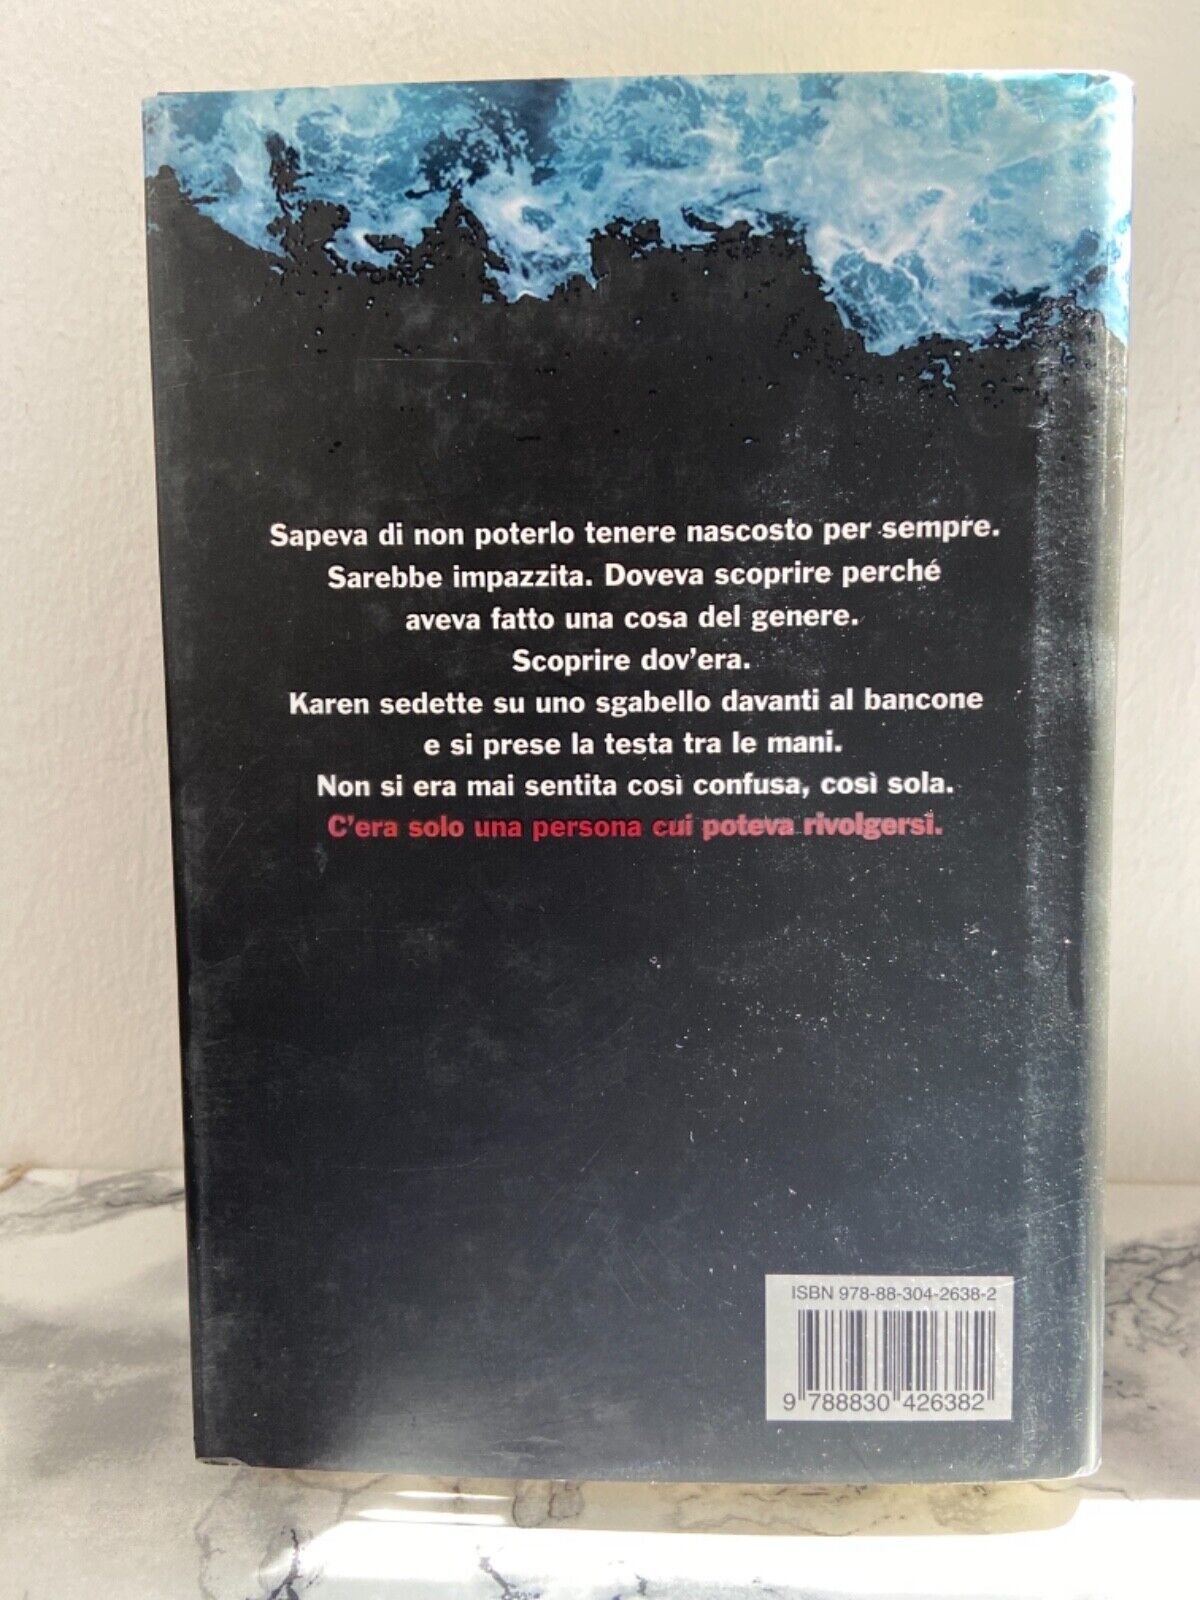 Sapeva di non poterlo tenere nascosto per sempre.
Sarebbe impazzita. Doveva scoprire perché
aveva fatto una cosa del genere.
Scoprire dov'era.
Karen sedette su uno sgabello davanti al bancone
e si prese la testa tra le mani.
Non si era mai sentita così confusa, così sola.
C'era solo una persona cui poteva rivolgersi.
ISBN 978-88-304-2638-2
9 788830 426382